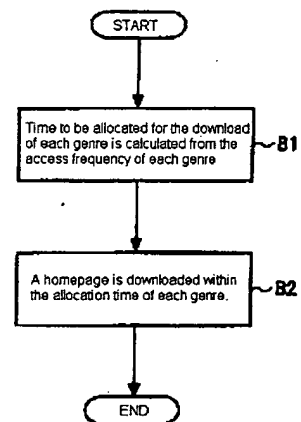 START
Time to be allocated for the download
of each genre is calculated from the
access frequency of each genre
B1
A homepage is downloaded within
the allocation time of each genre.
B2
END